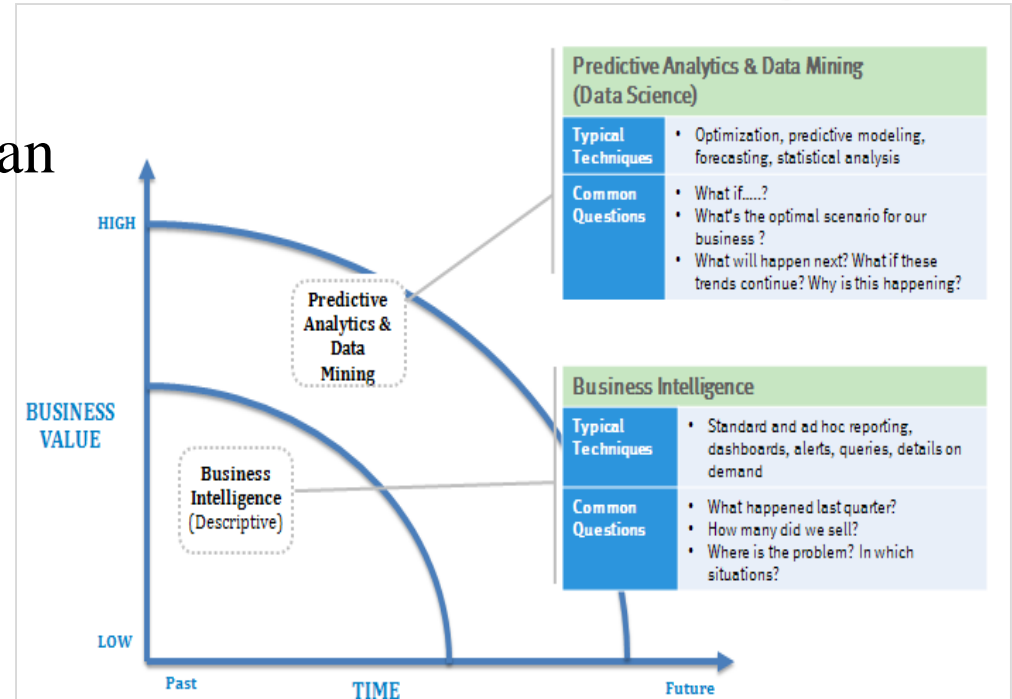 an
Predictive Analytics & Data Mining
(Data Science)
Typical
Techniques
• Optimization, predictive modeling,
forecasting, statistical analysis
Common
Questions
• What if.....?
• What's the optimal scenario for our
business ?
• What will happen next? What if these
trends continue? Why is this happening?
HIGH
Predictive
Analytics &
Data
Mining
BUSINESS
VALUE
Business
Intelligence
(Descriptive)
Business Intelligence
Typical
Techniques
• Standard and ad hoc reporting,
dashboards, alerts, queries, details on
demand
Common
Questions
• What happened last quarter?
• How many did we sell?
• Where is the problem? In which
situations?
LOW
Past
TIME
Future